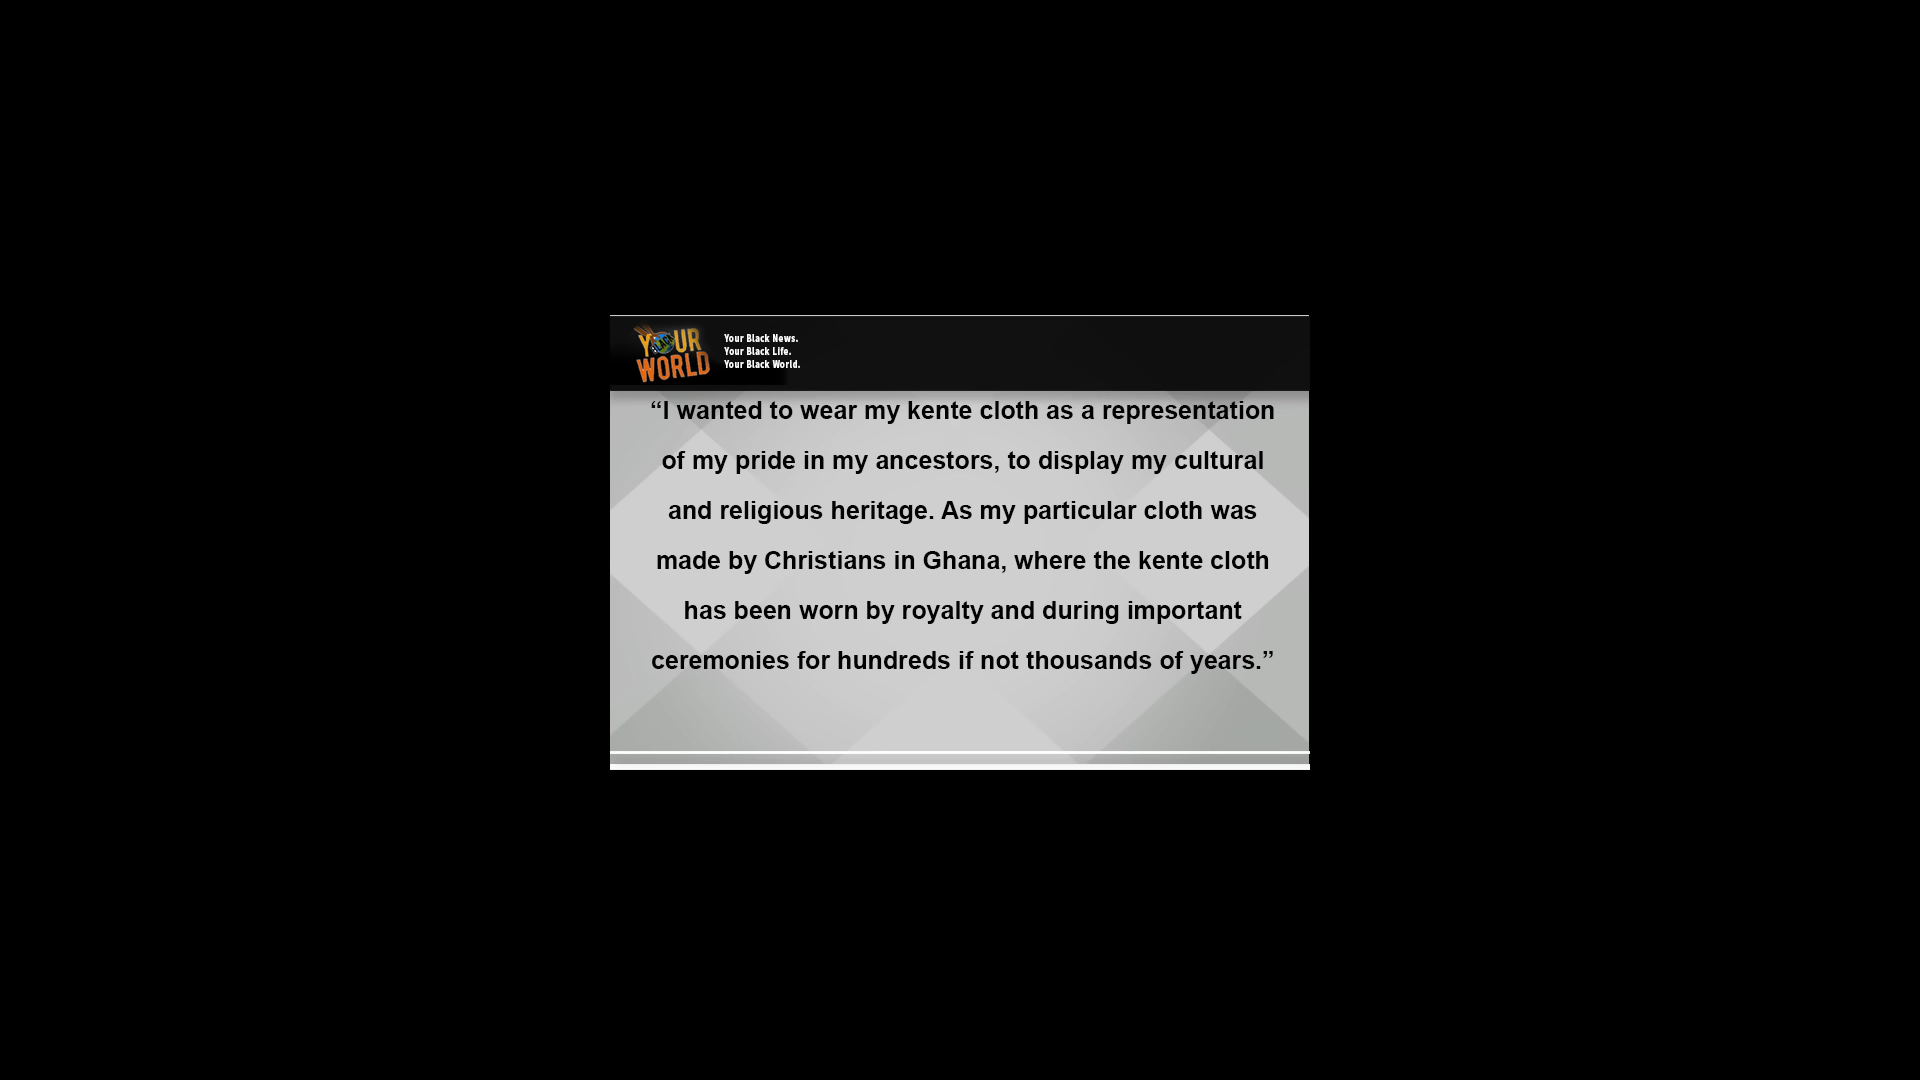 YOUR
BLACK
WORLD
Your Black News.
Your Black Life.
Your Black World.
“I wanted to wear my kente cloth as a representation
of my pride in my ancestors, to display my cultural
and religious heritage. As my particular cloth was
made by Christians in Ghana, where the kente cloth
has been worn by royalty and during important
ceremonies for hundreds if not thousands of years.”